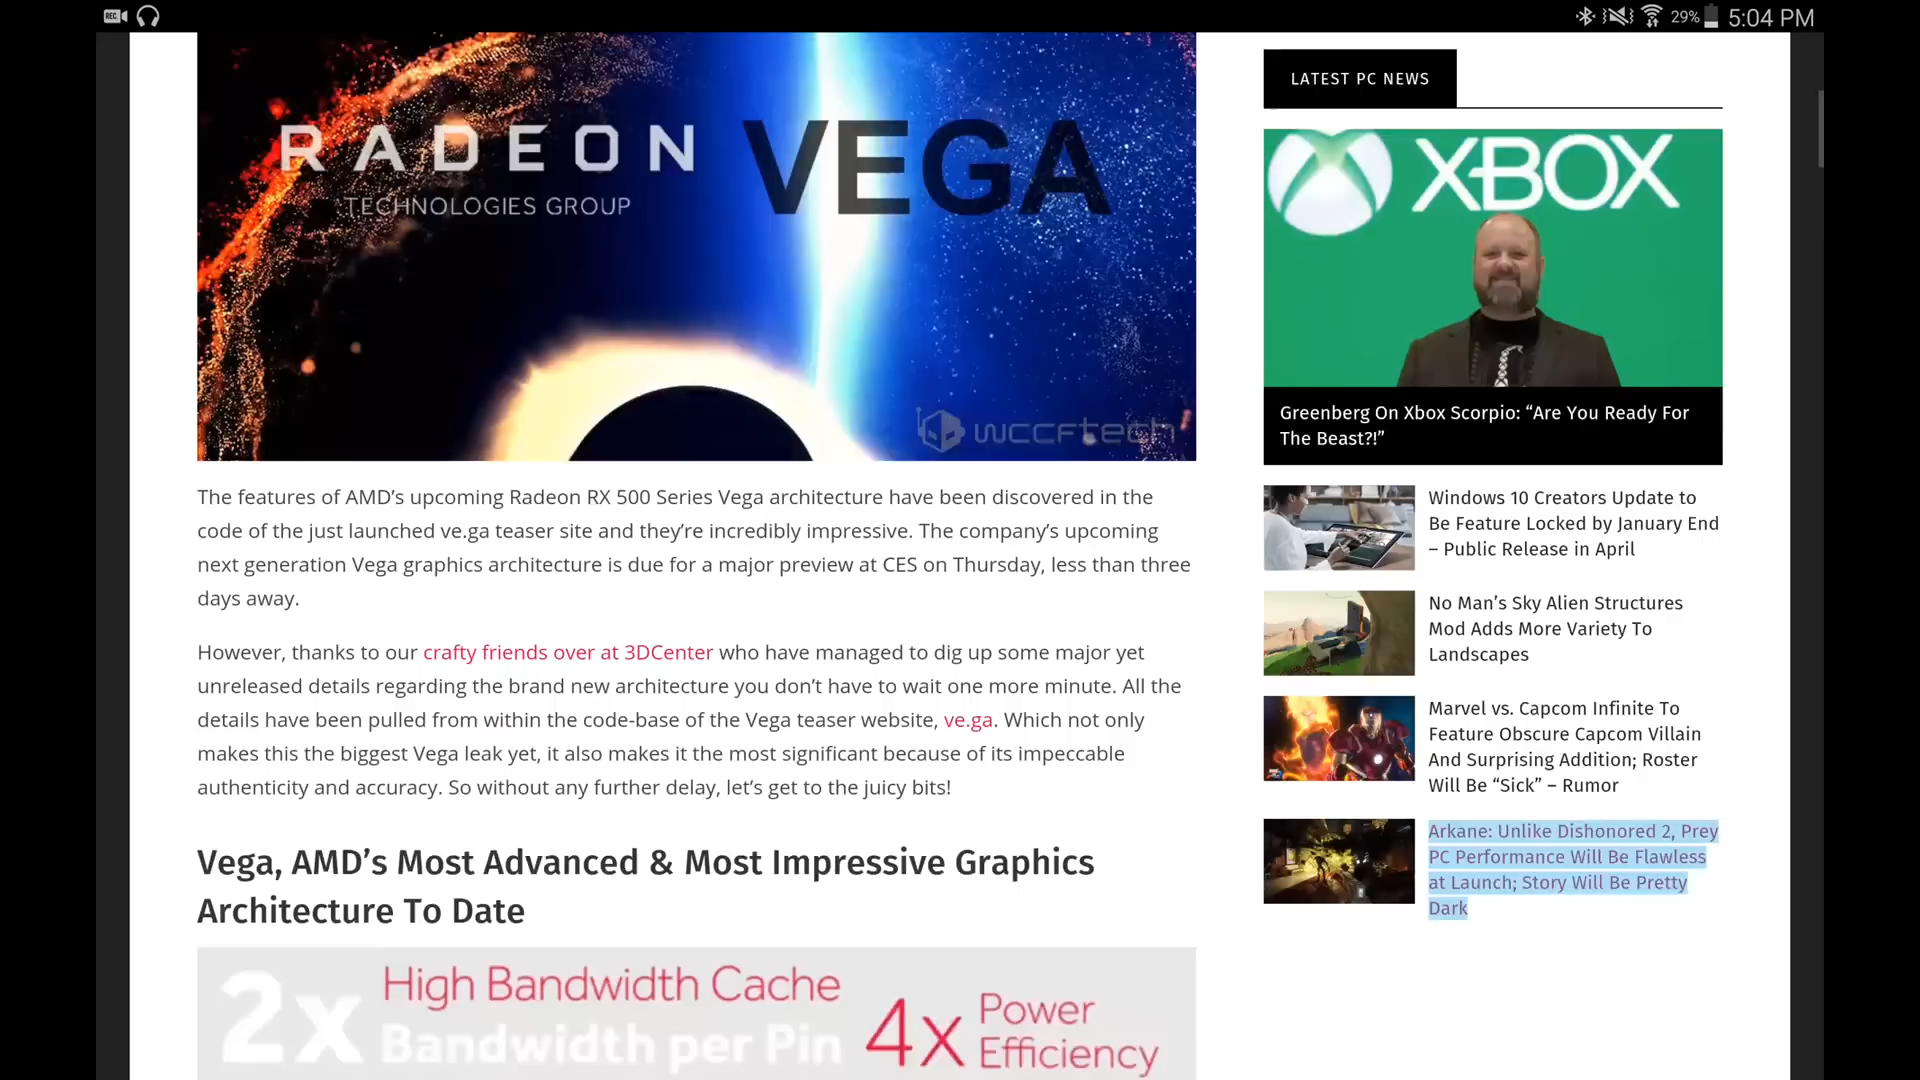 REC
29%
5:04 PM
RADEON
TECHNOLOGIES GROUP
VEGA
wccftech
The features of AMD’s upcoming Radeon RX 500 Series Vega architecture have been discovered in the
code of the just launched ve.ga teaser site and they’re incredibly impressive. The company’s upcoming
next generation Vega graphics architecture is due for a major preview at CES on Thursday, less than three
days away.
However, thanks to our crafty friends over at 3DCenter who have managed to dig up some major yet
unreleased details regarding the brand new architecture you don’t have to wait one more minute. All the
details have been pulled from within the code-base of the Vega teaser website, ve.ga. Which not only
makes this the biggest Vega leak yet, it also makes it the most significant because of its impeccable
authenticity and accuracy. So without any further delay, let’s get to the juicy bits!
Vega, AMD’s Most Advanced & Most Impressive Graphics
Architecture To Date
2x
High Bandwidth Cache
Bandwidth per Pin
4x
Power
Efficiency
LATEST PC NEWS
XBOX
Greenberg On Xbox Scorpio: “Are You Ready For
The Beast?!”
Windows 10 Creators Update to
Be Feature Locked by January End
– Public Release in April
No Man’s Sky Alien Structures
Mod Adds More Variety To
Landscapes
Marvel vs. Capcom Infinite To
Feature Obscure Capcom Villain
And Surprising Addition; Roster
Will Be “Sick” – Rumor
Arkane: Unlike Dishonored 2, Prey
PC Performance Will Be Flawless
at Launch; Story Will Be Pretty
Dark